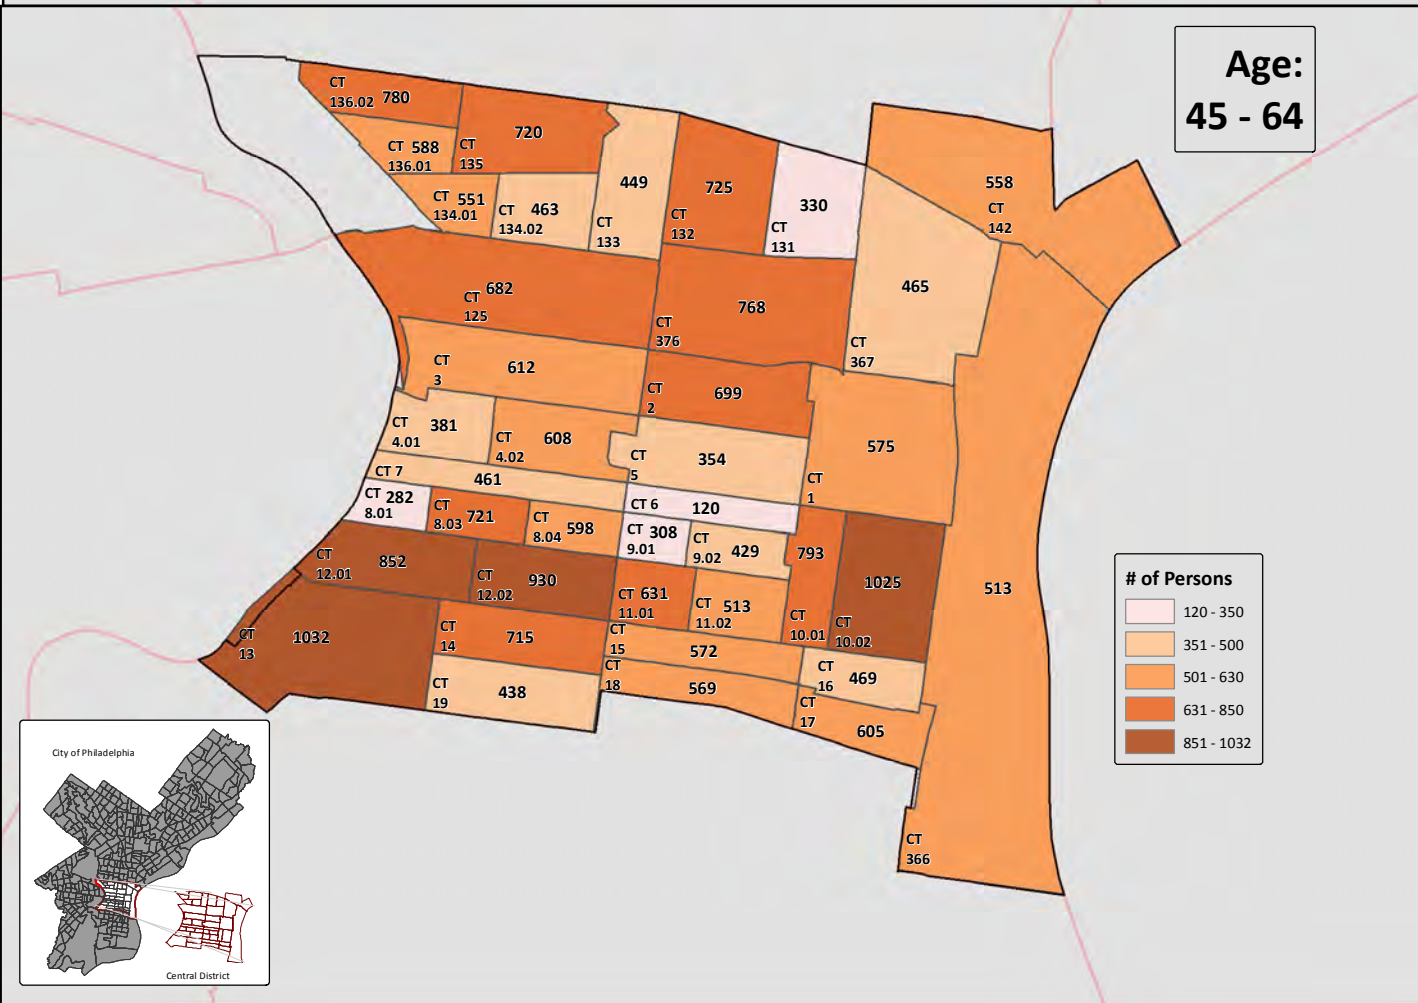 Age:
45 - 64
CT
136.02 780
CT 588
136.01
720
CT
135
CT 551
134.01
CT 463
134.02
449
CT
133
725
CT
132
330
CT
131
558
CT
142
465
CT
367
682
CT
125
768
CT
376
CT
3
612
699
CT
2
381
CT
4.01
608
CT
4.02
354
CT
5
575
CT
1
CT 7
461
CT 6
120
CT 282
8.01
CT
8.03 721
CT 598
8.04
CT 308
9.01
CT 429
9.02
793
CT
10.01
1025
CT
10.02
513
CT
366
CT 852
12.01
CT 930
12.02
CT 631
11.01
CT 513
11.02
CT
13
1032
CT
14
715
CT
15
572
CT
16
469
CT
18
569
CT
17
605
CT
19
438
# of Persons
120 - 350
351 - 500
501 - 630
631 - 850
851 - 1032
City of Philadelphia
Central District